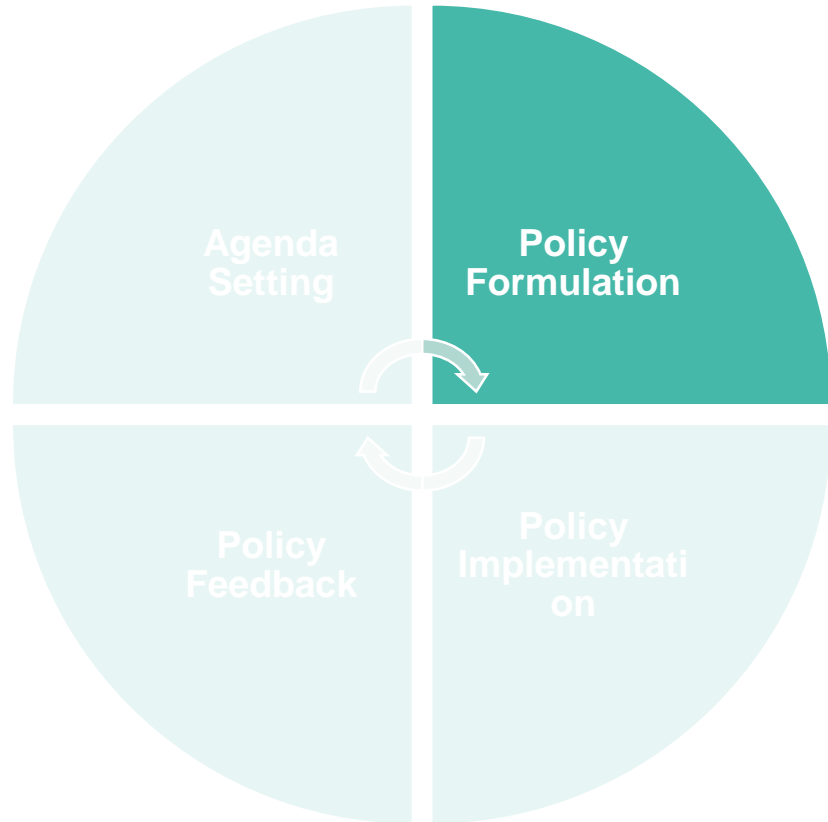 Agenda
Setting
Policy
Formulation
Policy
Feedback
Policy
Implementati
on